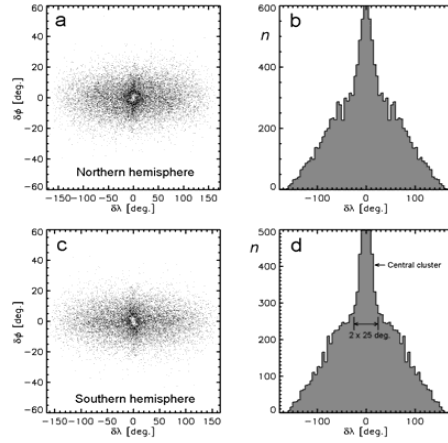 a
60
40
20
0
-20
-40
-60
δφ [deg.]
Northern hemisphere
-150 -100 -50 0 50 100 150
δλ [deg.]
b
n
600
400
200
0
-100 0 100
δλ [deg.]
c
60
40
20
0
-20
-40
-60
δφ [deg.]
Southern hemisphere
-150 -100 -50 0 50 100 150
δλ [deg.]
d
n
500
400
300
200
100
0
Central cluster
2 x 25 deg.
-100 0 100
δλ [deg.]